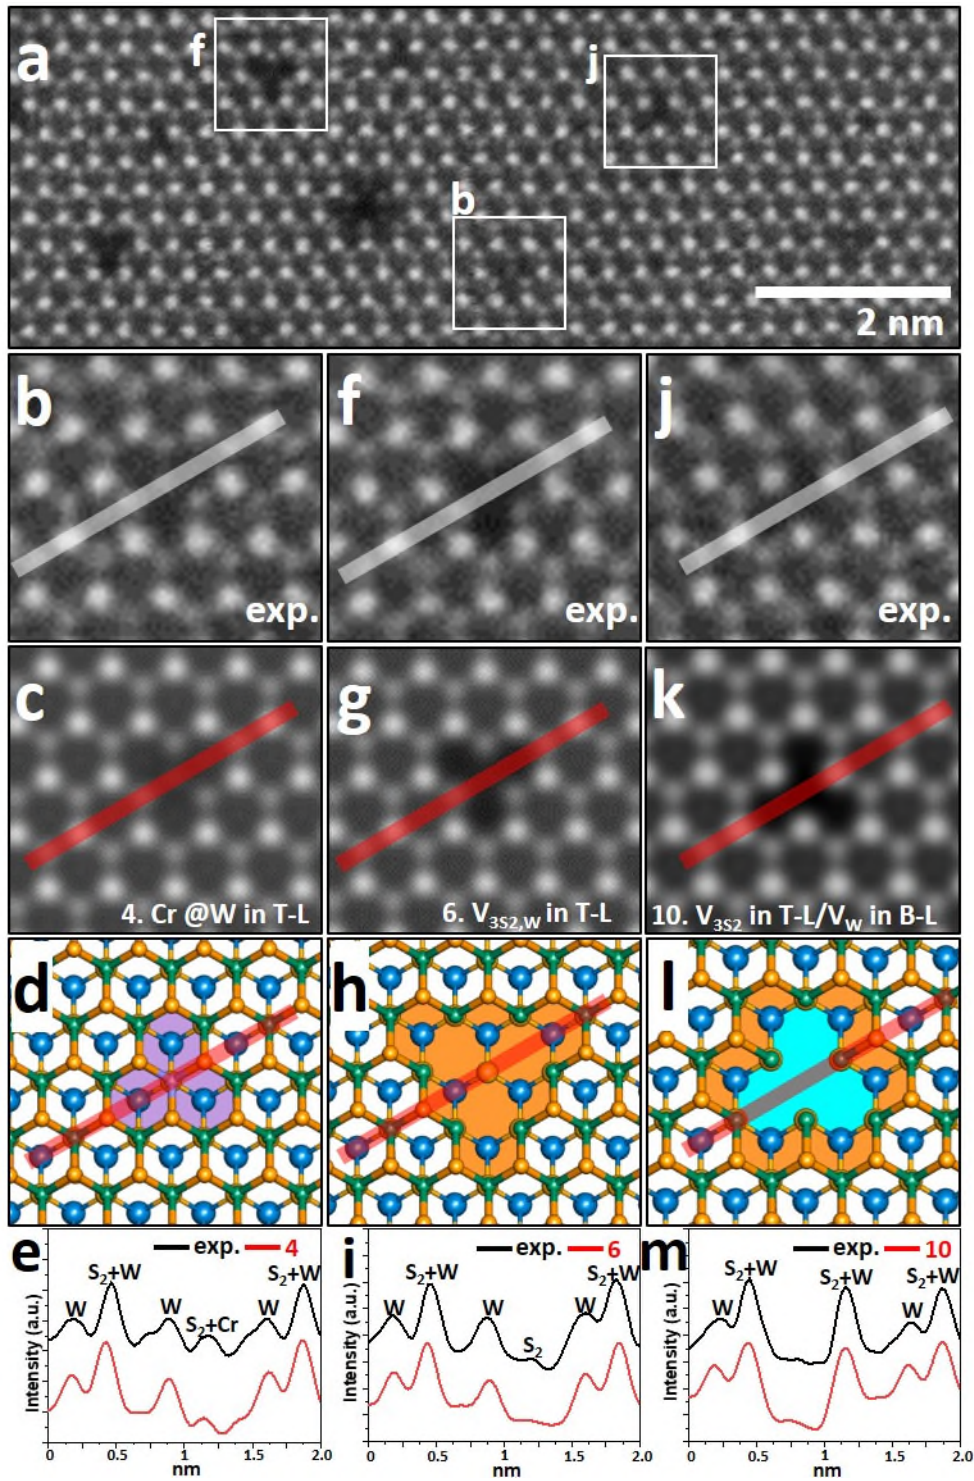 a
f
j
b
2 nm
b
f
j
exp.
exp.
exp.
c
g
k
4. Cr @W in T-L
6. V3S2,W in T-L
10. V3S2 in T-L/VW in B-L
d
h
l
e
exp.
4
S2+W
S2+W
W
W
W
S2+Cr
Intensity (a.u.)
0
0.5
1
1.5
2.0
nm
i
exp.
6
S2+W
S2+W
W
W
W
S2
Intensity (a.u.)
0
0.5
1
1.5
2.0
nm
m
exp.
10
S2+W
S2+W
S2+W
W
W
Intensity (a.u.)
0
0.5
1.0
1.5
2.0
nm